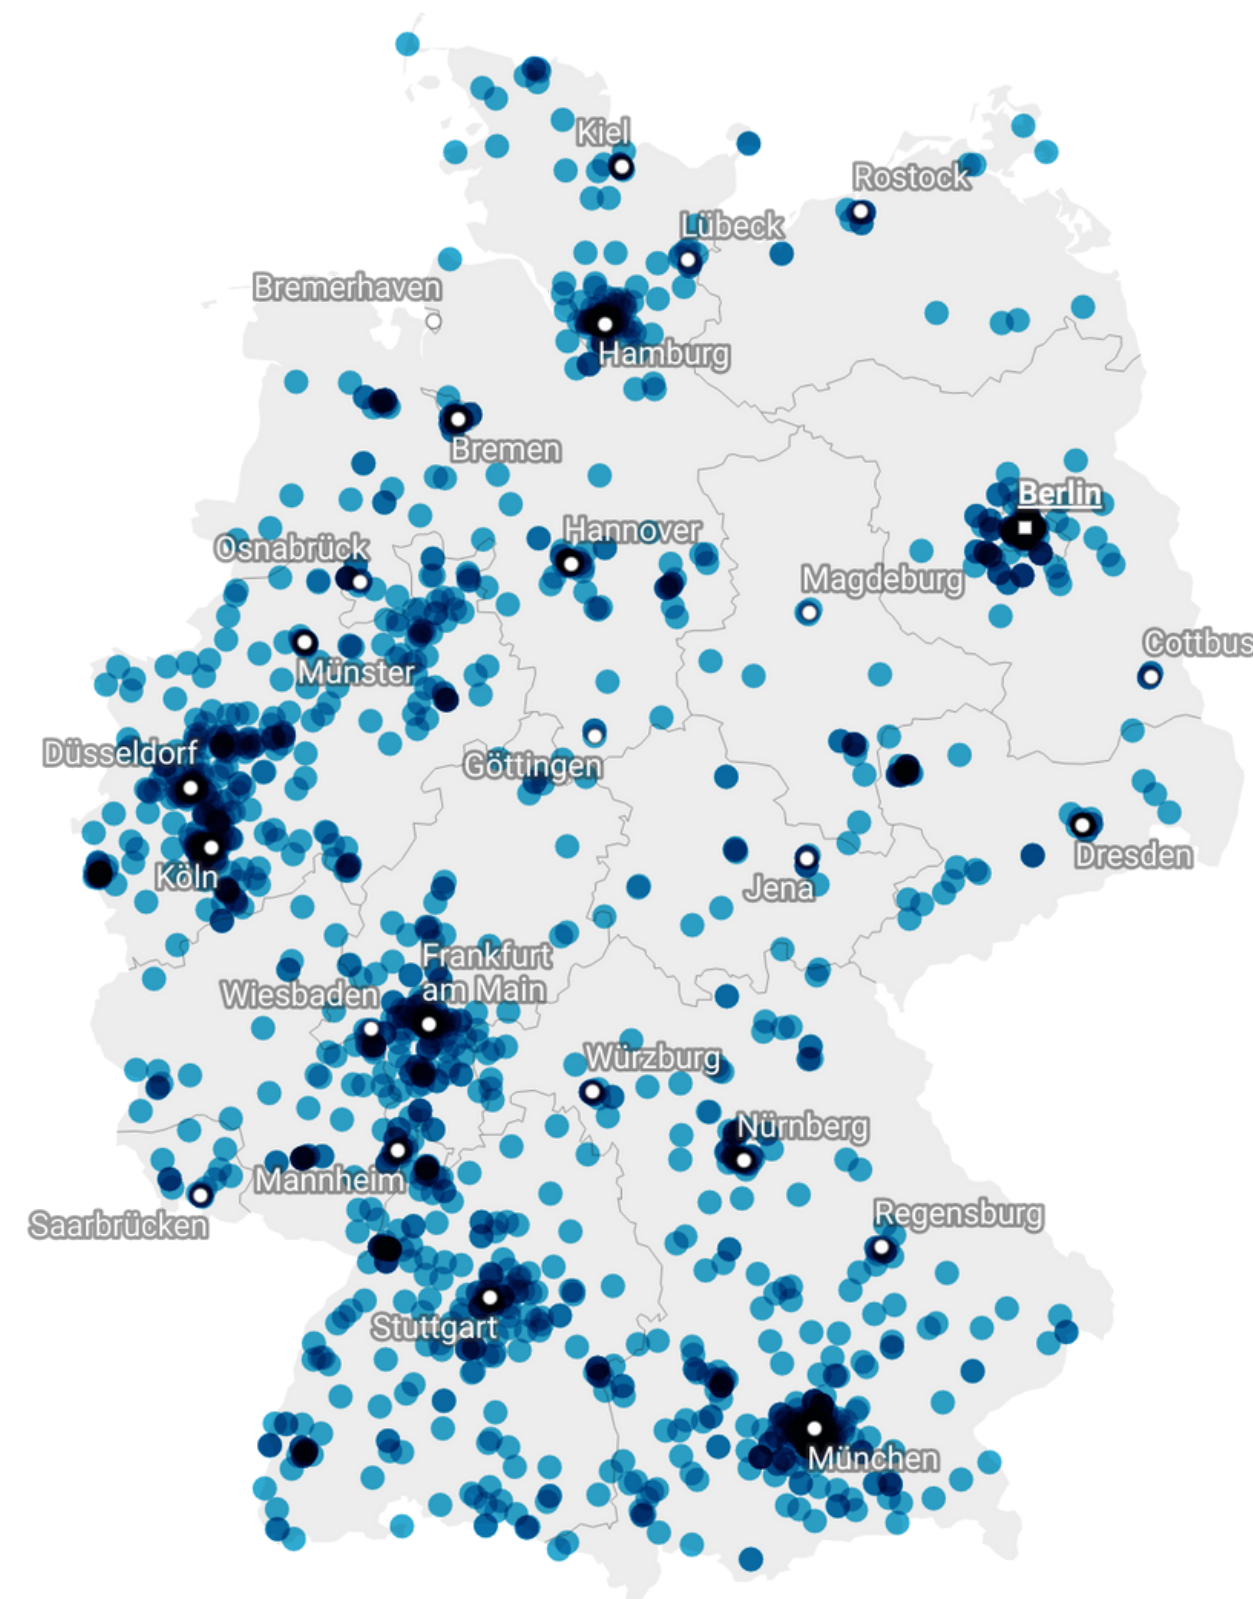 Kiel
Rostock
Lübeck
Bremerhaven
Hamburg
Bremen
Berlin
Hannover
Osnabrück
Magdeburg
Cottbus
Münster
Düsseldorf
Göttingen
Dresden
Köln
Jena
Frankfurt
am Main
Wiesbaden
Würzburg
Nürnberg
Mannheim
Regensburg
Saarbrücken
Stuttgart
München